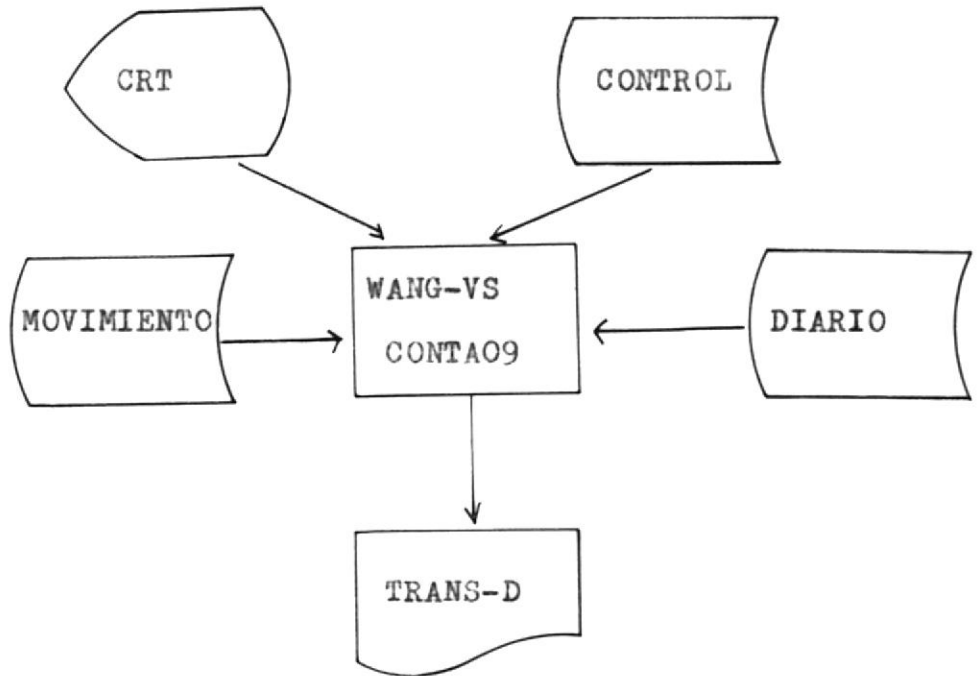 CRT
CONTROL
WANG-VS
CONTA09
MOVIMIENTO
DIARIO
TRANS-D